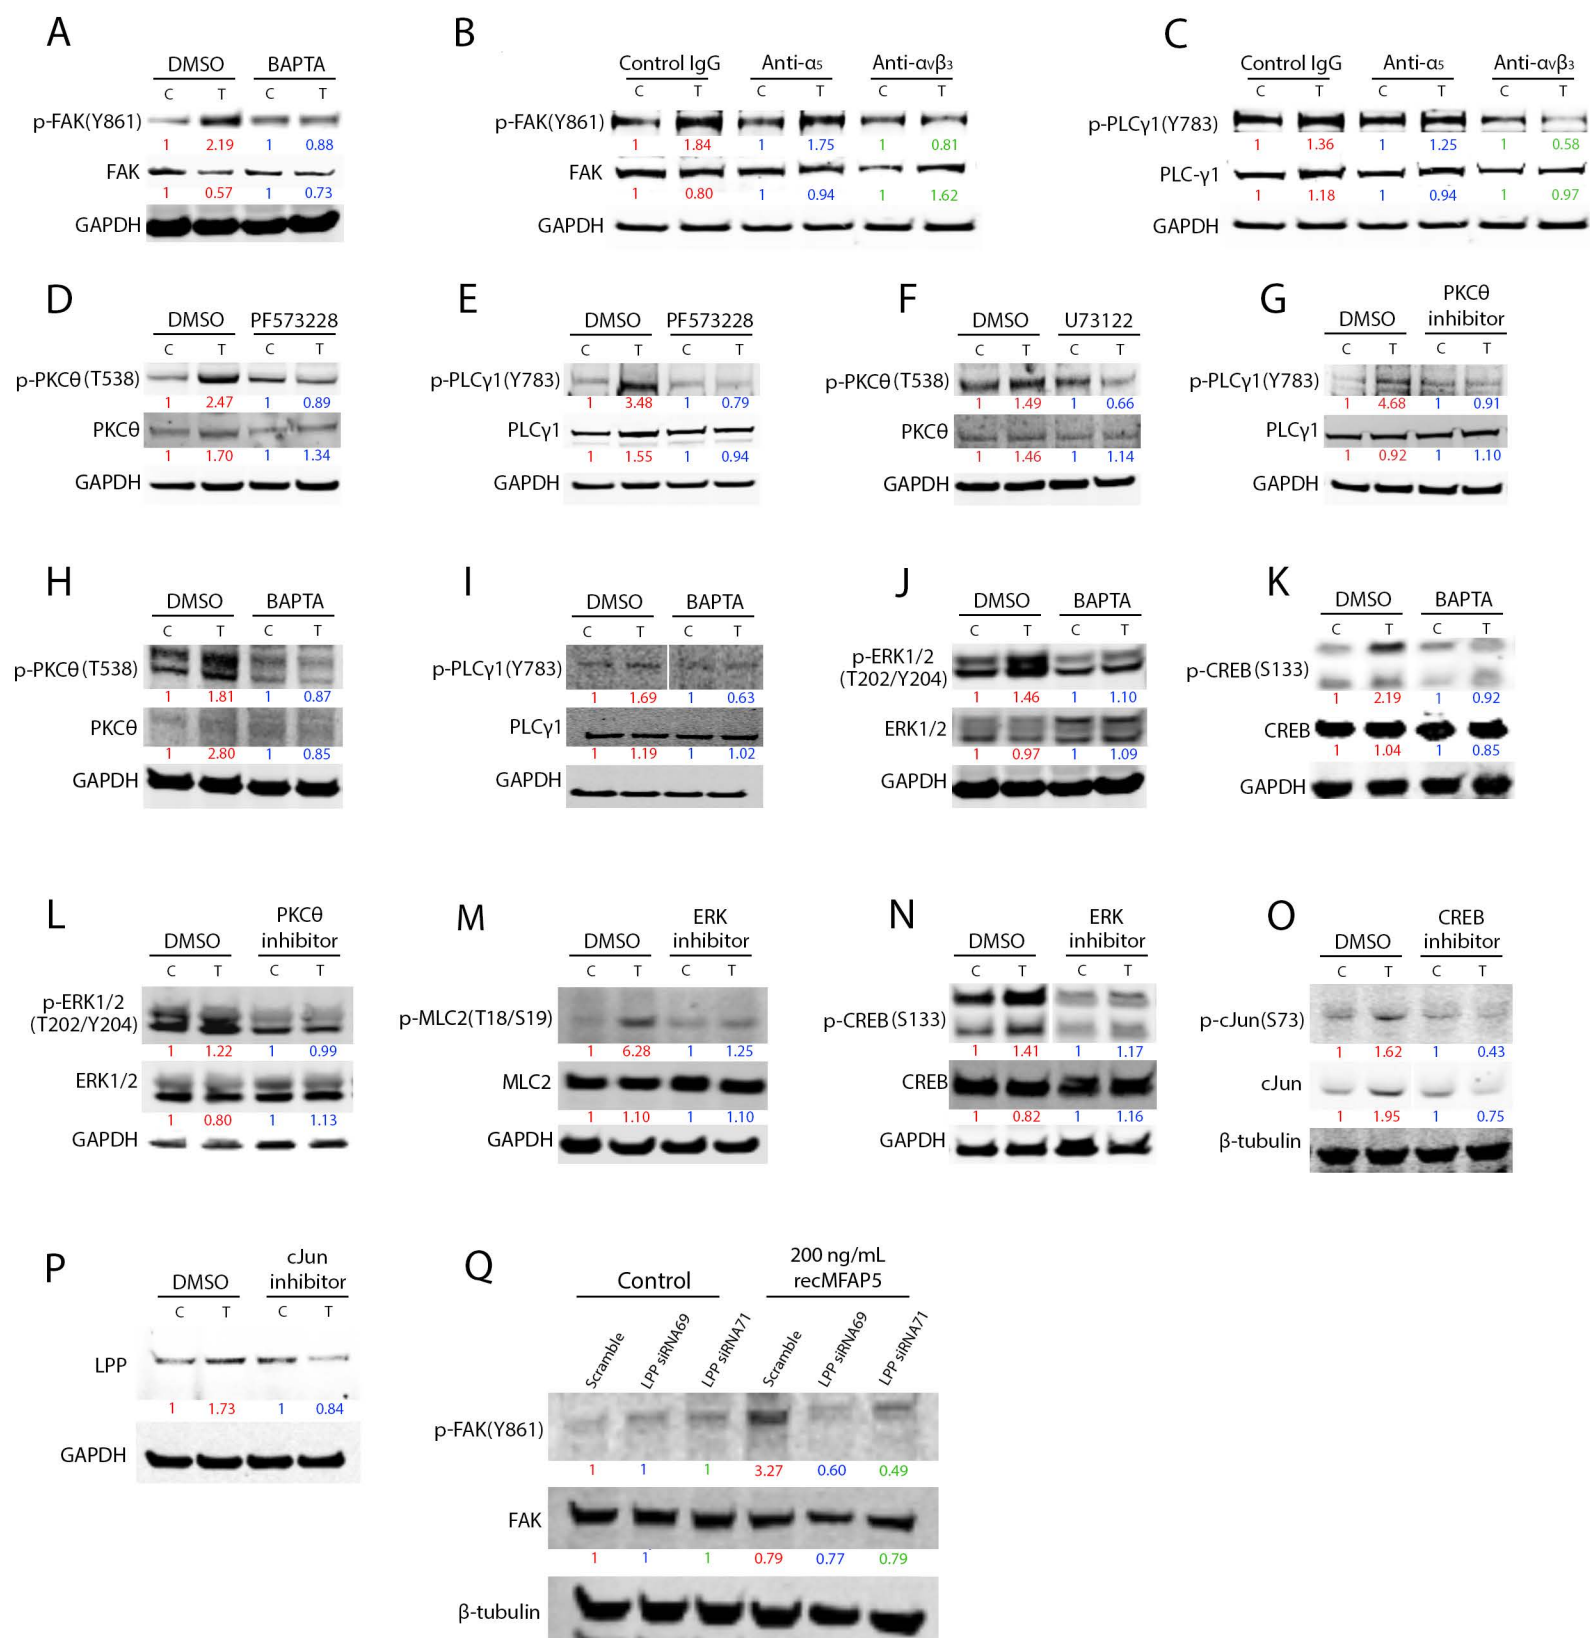 A
DMSO BAPTA
C T C T
p-FAK(Y861)
1 2.19 1 0.88
FAK
1 0.57 1 0.73
GAPDH
B
Control IgG Anti-α5 Anti-αvβ3
C T C T C T
p-FAK(Y861)
1 1.84 1 1.75 1 0.81
FAK
1 0.80 1 0.94 1 1.62
GAPDH
C
Control IgG Anti-α5 Anti-αvβ3
C T C T C T
p-PLCγ1(Y783)
1 1.36 1 1.25 1 0.58
PLC-γ1
1 1.18 1 0.94 1 0.97
GAPDH
D
DMSO PF573228
C T C T
p-PKCθ(T538)
1 2.47 1 0.89
PKCθ
1 1.70 1 1.34
GAPDH
E
DMSO PF573228
C T C T
p-PLCγ1(Y783)
1 3.48 1 0.79
PLCγ1
1 1.55 1 0.94
GAPDH
F
DMSO U73122
C T C T
p-PKCθ(T538)
1 1.49 1 0.66
PKCθ
1 1.46 1 1.14
GAPDH
G
PKCθ
DMSO inhibitor
C T C T
p-PLCγ1(Y783)
1 4.68 1 0.91
PLCγ1
1 0.92 1 1.10
GAPDH
H
DMSO BAPTA
C T C T
p-PKCθ(T538)
1 1.81 1 0.87
PKCθ
1 2.80 1 0.85
GAPDH
I
DMSO BAPTA
C T C T
p-PLCγ1(Y783)
1 1.69 1 0.63
PLCγ1
1 1.19 1 1.02
GAPDH
J
DMSO BAPTA
C T C T
p-ERK1/2
(T202/Y204)
1 1.46 1 1.10
ERK1/2
1 0.97 1 1.09
GAPDH
K
DMSO BAPTA
C T C T
p-CREB(S133)
1 2.19 1 0.92
CREB
1 1.04 1 0.85
GAPDH
L
PKCθ
DMSO inhibitor
C T C T
p-ERK1/2
(T202/Y204)
1 1.22 1 0.99
ERK1/2
1 0.80 1 1.13
GAPDH
M
ERK
DMSO inhibitor
C T C T
p-MLC2(T18/S19)
1 6.28 1 1.25
MLC2
1 1.10 1 1.10
GAPDH
N
ERK
DMSO inhibitor
C T C T
p-CREB(S133)
1 1.41 1 1.17
CREB
1 0.82 1 1.16
GAPDH
O
CREB
DMSO inhibitor
C T C T
p-cJun(S73)
1 1.62 1 0.43
cJun
1 1.95 1 0.75
β-tubulin
P
cJun
DMSO inhibitor
C T C T
LPP
1 1.73 1 0.84
GAPDH
Q
200 ng/mL
Control recMFAP5
Scramble LPP siRNA69 LPP siRNA71 Scramble LPP siRNA69 LPP siRNA71
p-FAK(Y861)
1 1 1 3.27 0.60 0.49
FAK
1 1 1 0.79 0.77 0.79
β-tubulin